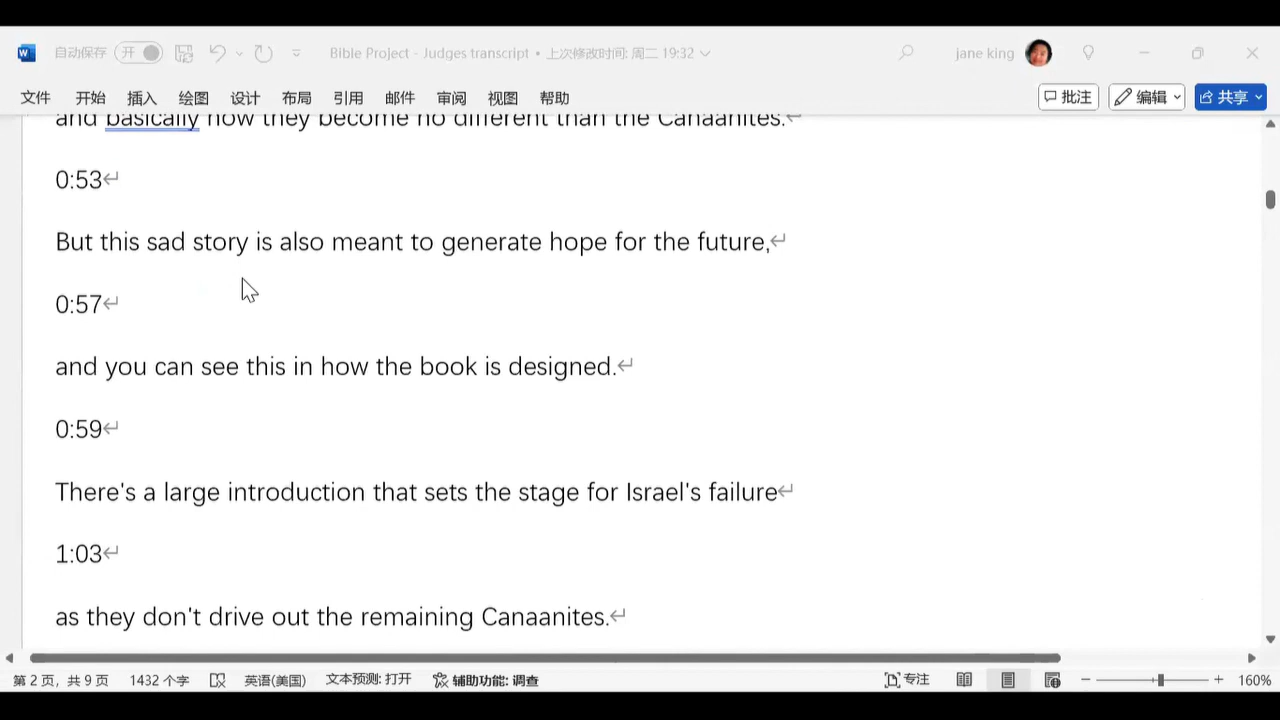 自动保存 开 Bible Project - Judges transcript • 上次修改时间: 周二 19:32 jane king
文件 开始 插入 绘图 设计 布局 引用 邮件 审阅 视图 帮助 批注 编辑 共享
and basically how they become no different than the Canaanites.
0:53
But this sad story is also meant to generate hope for the future,
0:57
and you can see this in how the book is designed.
0:59
There's a large introduction that sets the stage for Israel's failure
1:03
as they don't drive out the remaining Canaanites.
第 2 页，共 9 页 1432 个字 英语(美国) 文本预测: 打开 辅助功能: 调查 专注 160%